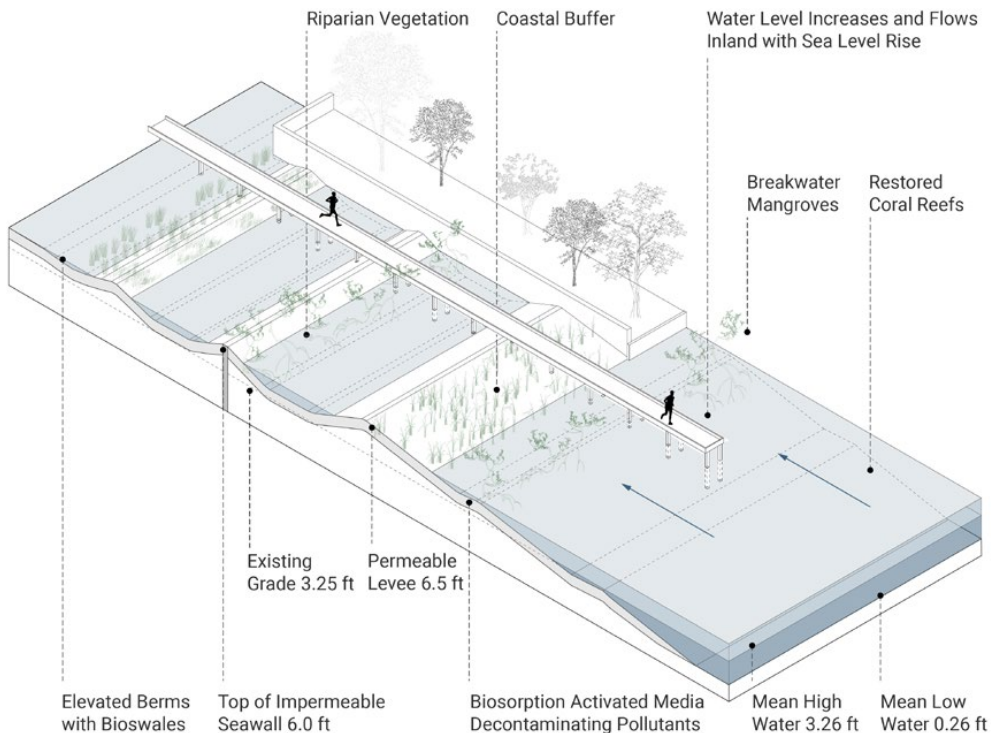 Riparian Vegetation
Coastal Buffer
Water Level Increases and Flows
Inland with Sea Level Rise
Breakwater
Mangroves
Restored
Coral Reefs
Existing
Grade 3.25 ft
Permeable
Levee 6.5 ft
Elevated Berms
with Bioswales
Top of Impermeable
Seawall 6.0 ft
Biosorption Activated Media
Decontaminating Pollutants
Mean High
Water 3.26 ft
Mean Low
Water 0.26 ft